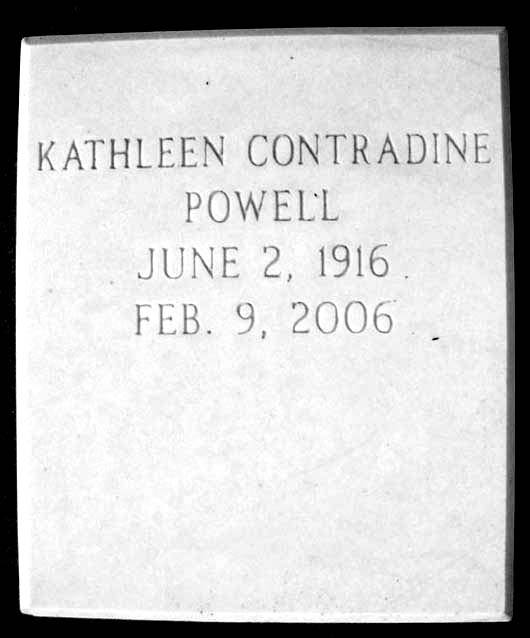 KATHLEEN CONTRADINE
POWELL
JUNE 2, 1916
FEB. 9, 2006